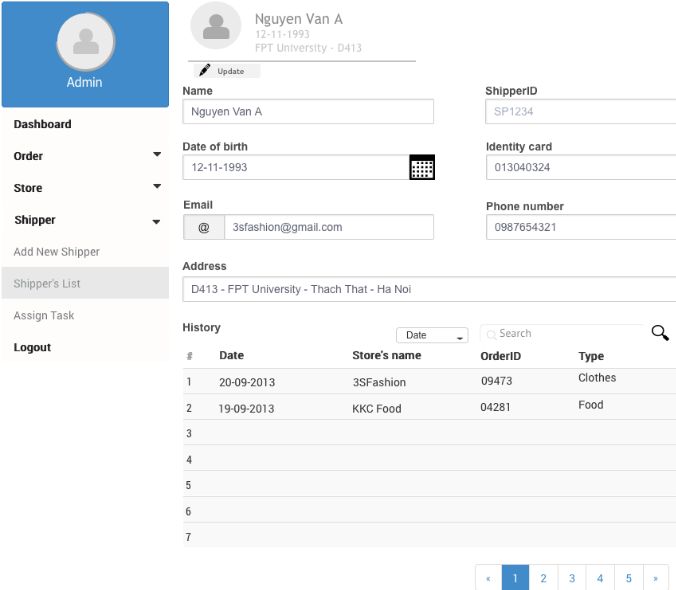 Admin
Dashboard
Order
Store
Shipper
Add New Shipper
Shipper's List
Assign Task
Logout
Nguyen Van A
12-11-1993
FPT University - D413
Update
Name ShipperID
Nguyen Van A SP1234
Date of birth Identity card
12-11-1993 013040324
Email Phone number
@ 3sfashion@gmail.com 0987654321
Address
D413 - FPT University - Thach That - Ha Noi
History Date Search
# Date Store's name OrderID Type
1 20-09-2013 3SFashion 09473 Clothes
2 19-09-2013 KKC Food 04281 Food
3
4
5
6
7
« 1 2 3 4 5 »